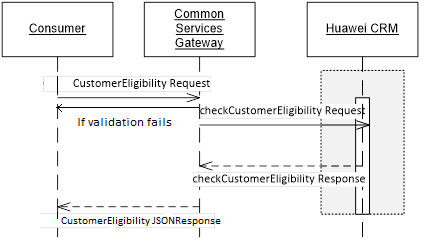 Consumer
Common
Services
Gateway
Huawei CRM
CustomerEligibility Request
checkCustomerEligibility Request
If validation fails
checkCustomerEligibility Response
CustomerEligibility JSONResponse